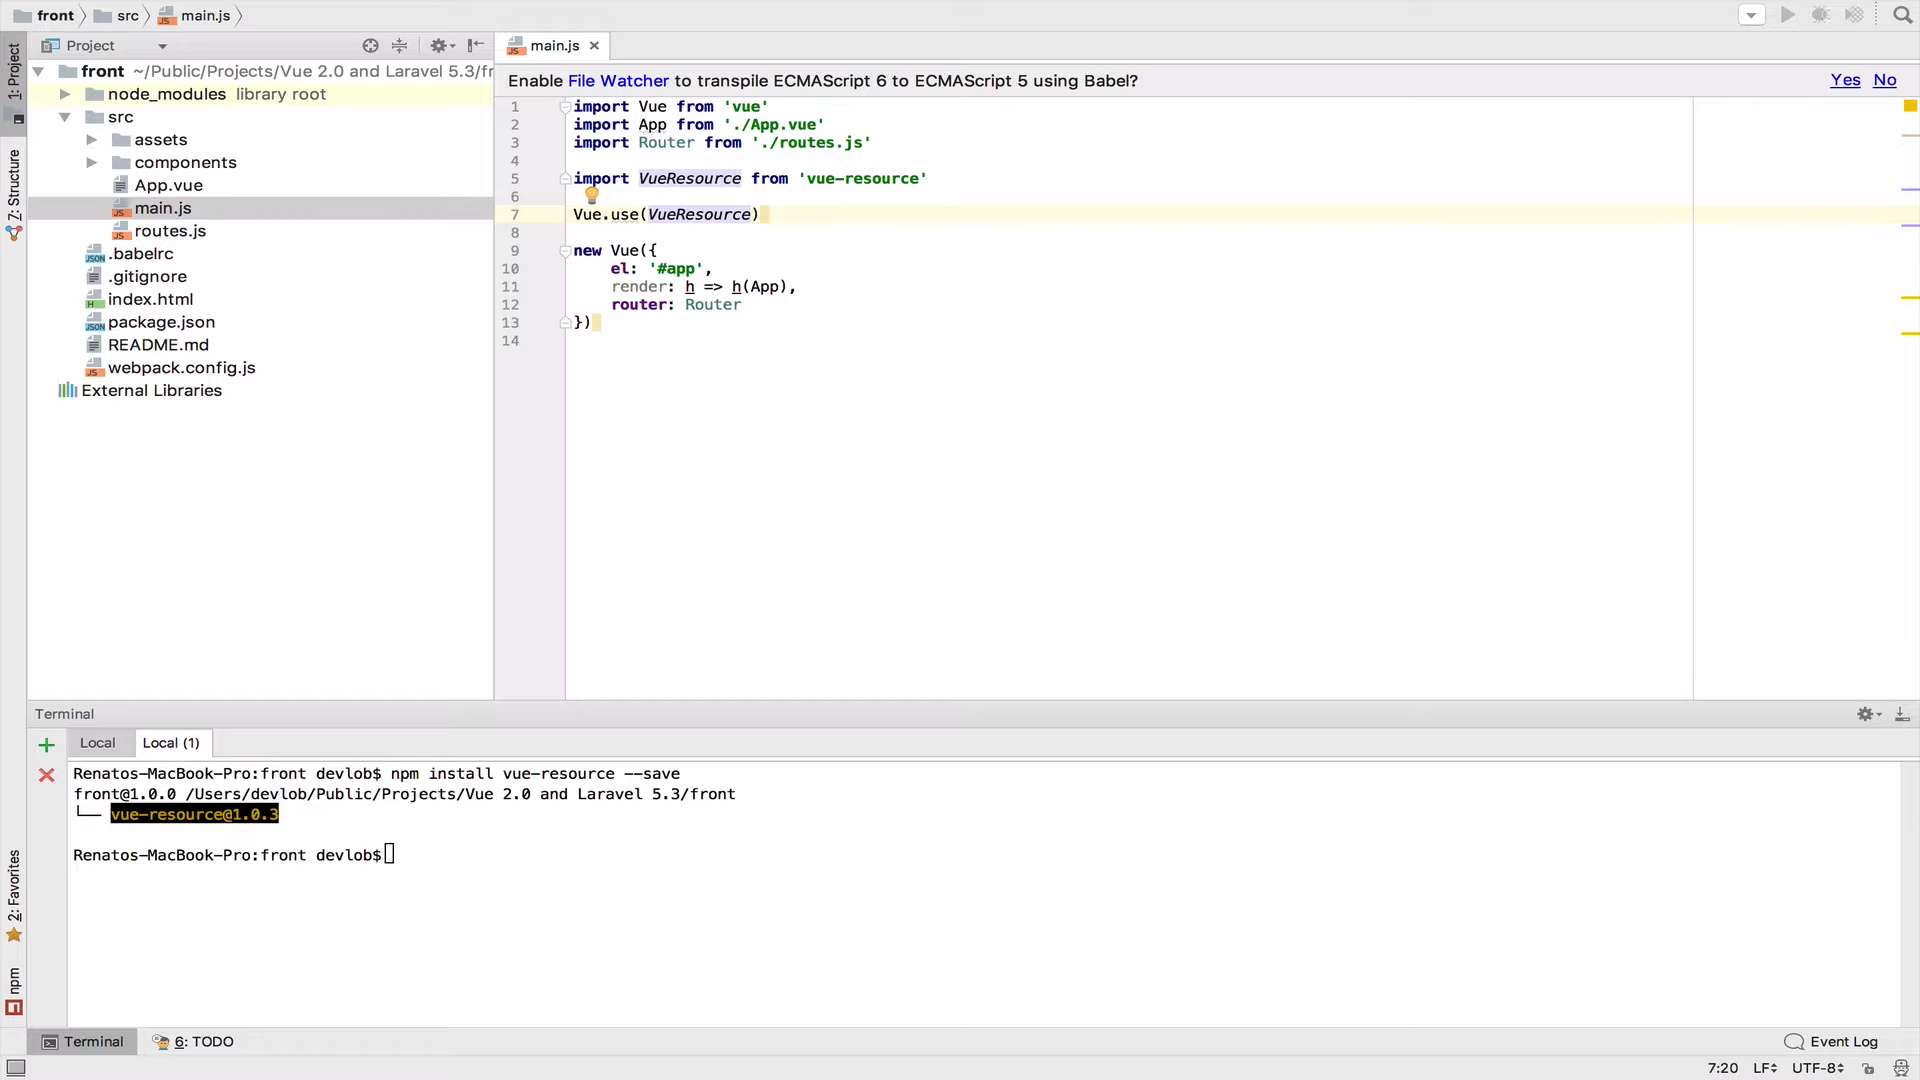 front
src
main.js
1: Project
7: Structure
2: Favorites
npm
Project
front ~/Public/Projects/Vue 2.0 and Laravel 5.3/fr
node_modules library root
src
assets
components
App.vue
main.js
routes.js
.babelrc
.gitignore
index.html
package.json
README.md
webpack.config.js
External Libraries
main.js
Enable File Watcher to transpile ECMAScript 6 to ECMAScript 5 using Babel? Yes No
1 import Vue from 'vue'
2 import App from './App.vue'
3 import Router from './routes.js'
4
5 import VueResource from 'vue-resource'
6
7 Vue.use(VueResource)
8
9 new Vue({
10 el: '#app',
11 render: h => h(App),
12 router: Router
13 })
14
Terminal
Local Local (1)
Renatos-MacBook-Pro:front devlob$ npm install vue-resource --save
front@1.0.0 /Users/devlob/Public/Projects/Vue 2.0 and Laravel 5.3/front
└── vue-resource@1.0.3
Renatos-MacBook-Pro:front devlob$
Terminal 6: TODO Event Log
7:20 LF UTF-8